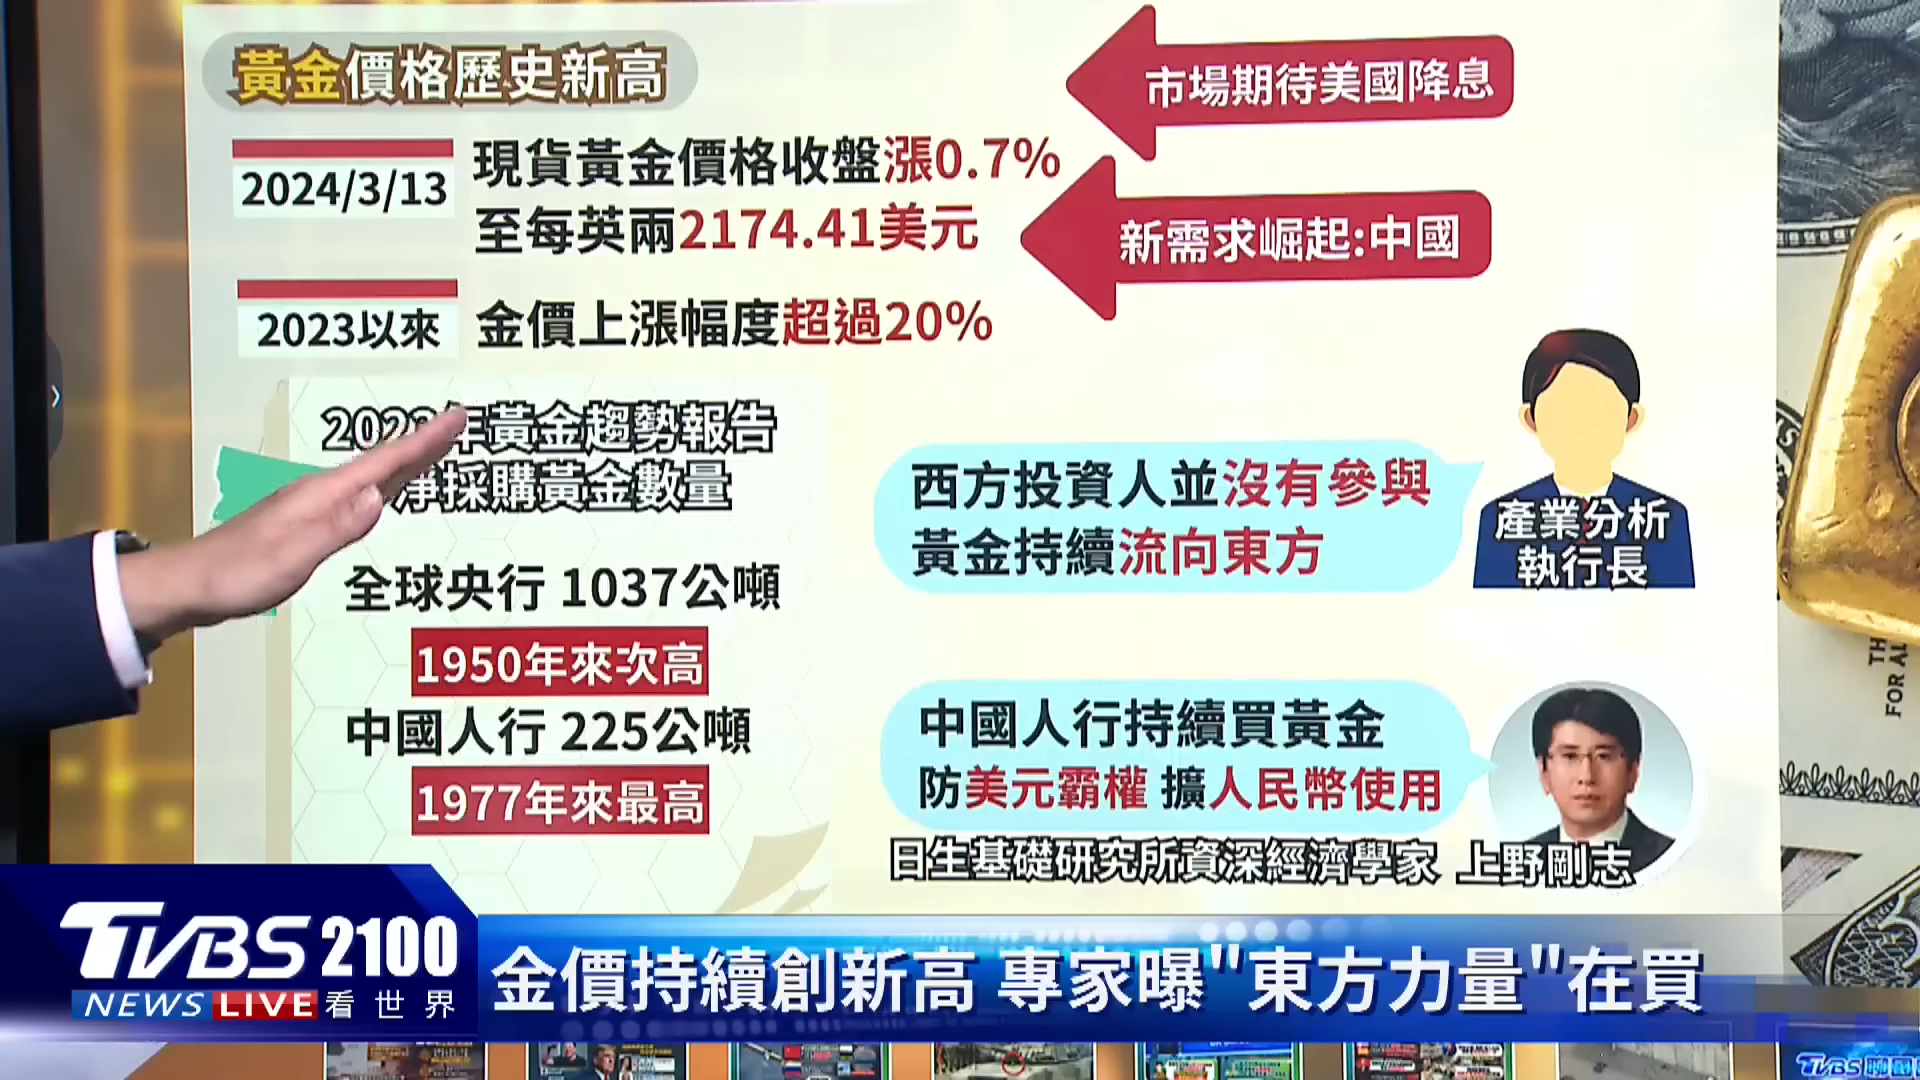 黃金價格歷史新高
市場期待美國降息
2024/3/13
現貨黃金價格收盤漲0.7%
至每英兩2174.41美元
新需求崛起:中國
2023以來
金價上漲幅度超過20%
年黃金趨勢報告
淨採購黃金數量
全球央行 1037公噸
1950年來次高
中國人行 225公噸
1977年來最高
西方投資人並沒有參與
黃金持續流向東方
產業分析
執行長
中國人行持續買黃金
防美元霸權 擴人民幣使用
日生基礎研究所資深經濟學家 上野剛志
THE
FOR AL
TVBS 2100
NEWS LIVE 看世界
金價持續創新高 專家曝"東方力量"在買